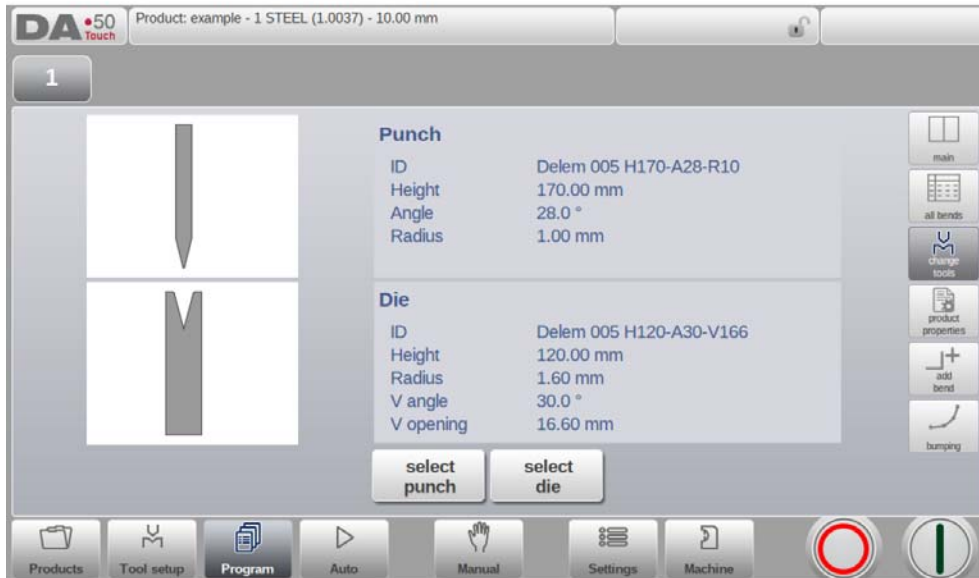 DA•50
Touch
Product: example - 1 STEEL (1.0037) - 10.00 mm
1
Punch
ID Delem 005 H170-A28-R10
Height 170.00 mm
Angle 28.0 °
Radius 1.00 mm
Die
ID Delem 005 H120-A30-V166
Height 120.00 mm
Radius 1.60 mm
V angle 30.0 °
V opening 16.60 mm
select
punch
select
die
main
all bends
change
tools
product
properties
add
bend
bumping
Products
Tool setup
Program
Auto
Manual
Settings
Machine